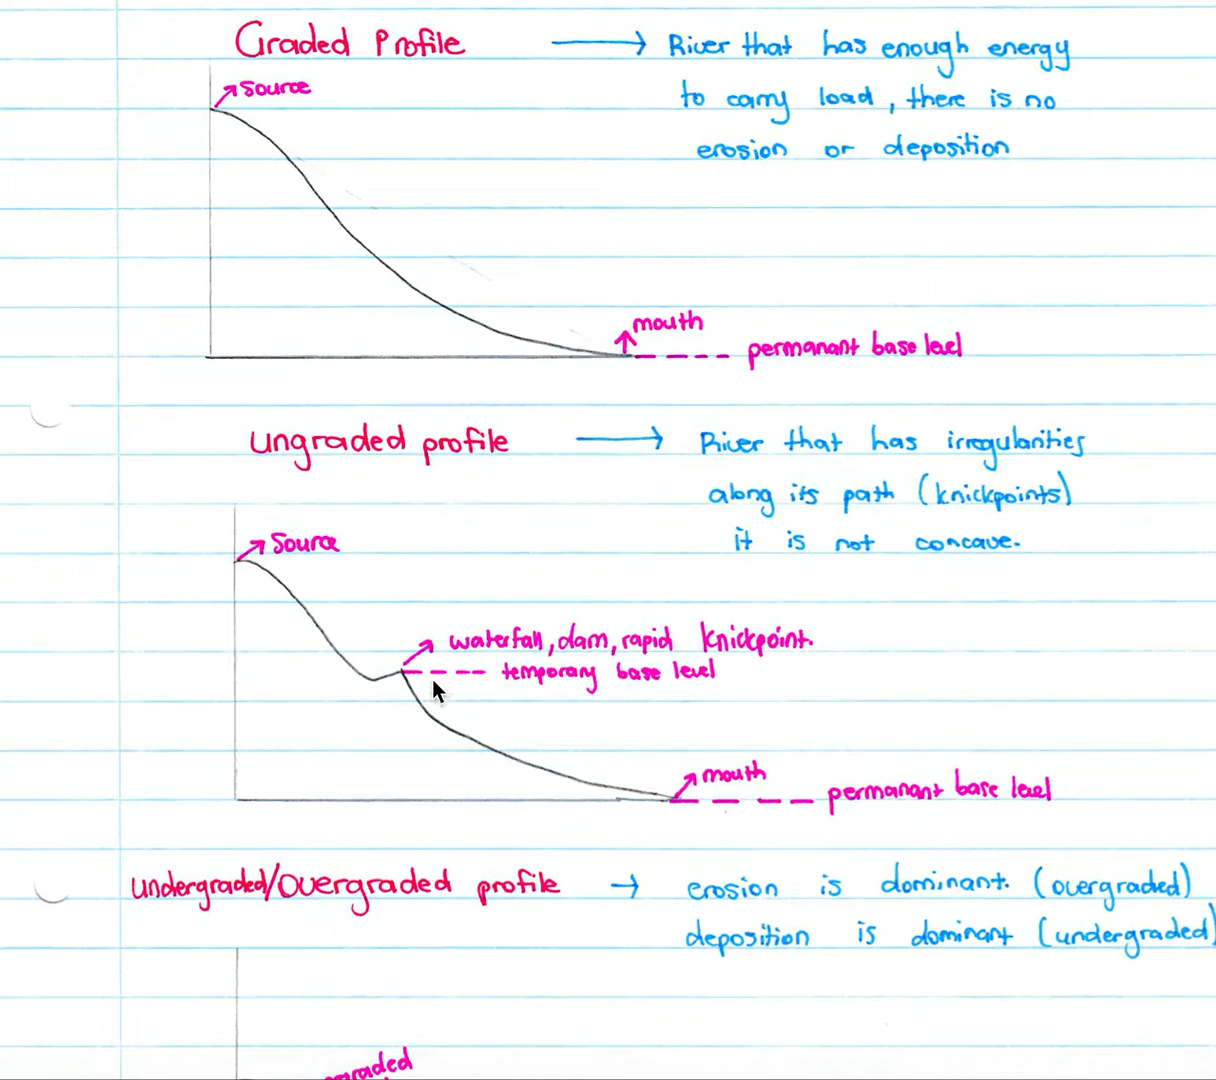 Graded Profile → River that has enough energy
to carry load, there is no
erosion or deposition
source
mouth
permanant base level
ungraded profile → River that has irregularities
along its path (knickpoints)
it is not concave.
Source
waterfall, dam, rapid knickpoint.
temporary base level
mouth
permanant base level
undergraded/overgraded profile → erosion is dominant. (overgraded)
deposition is dominant (undergraded)